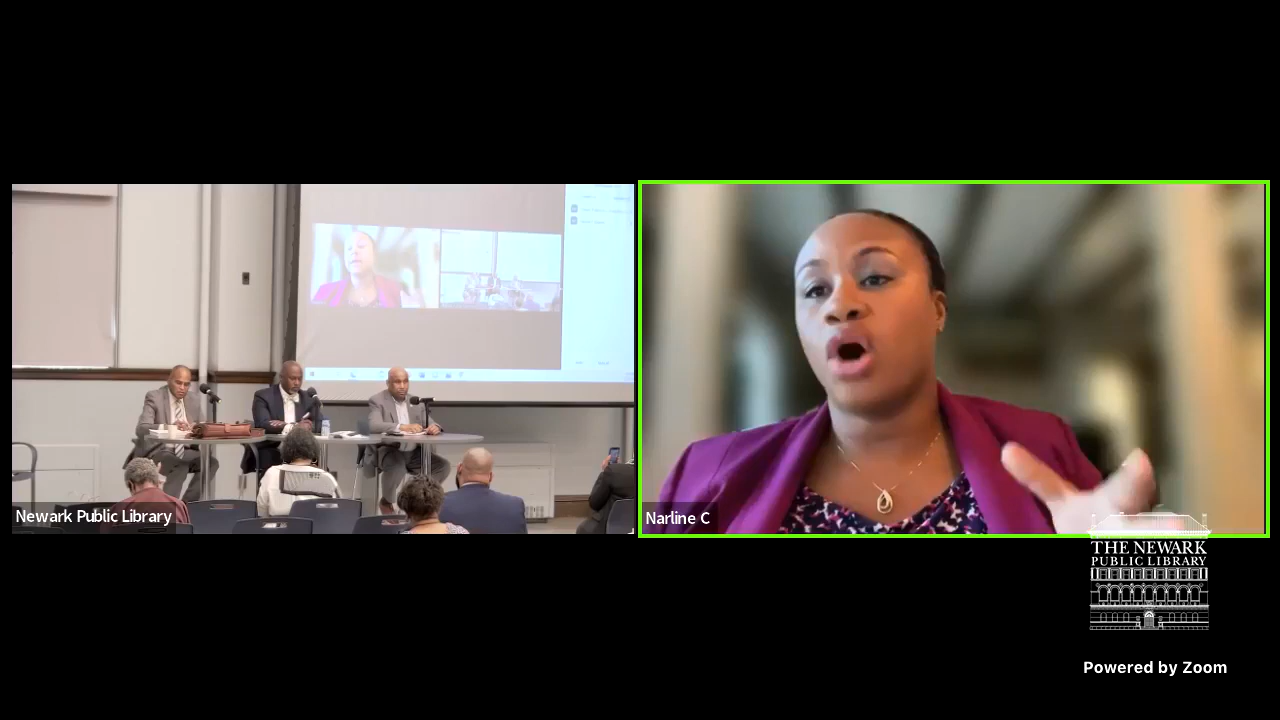 Newark Public Library
Narline C
THE NEWARK
PUBLIC LIBRARY
Powered by Zoom